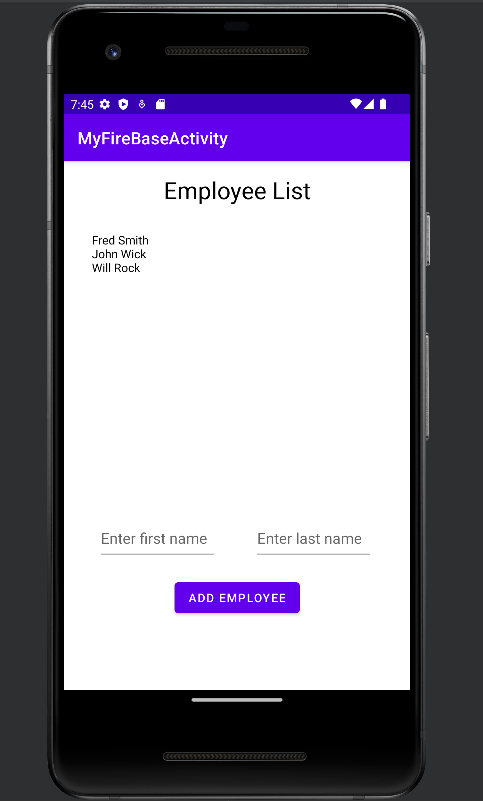 7:45
MyFireBaseActivity
Employee List
Fred Smith
John Wick
Will Rock
Enter first name Enter last name
ADD EMPLOYEE